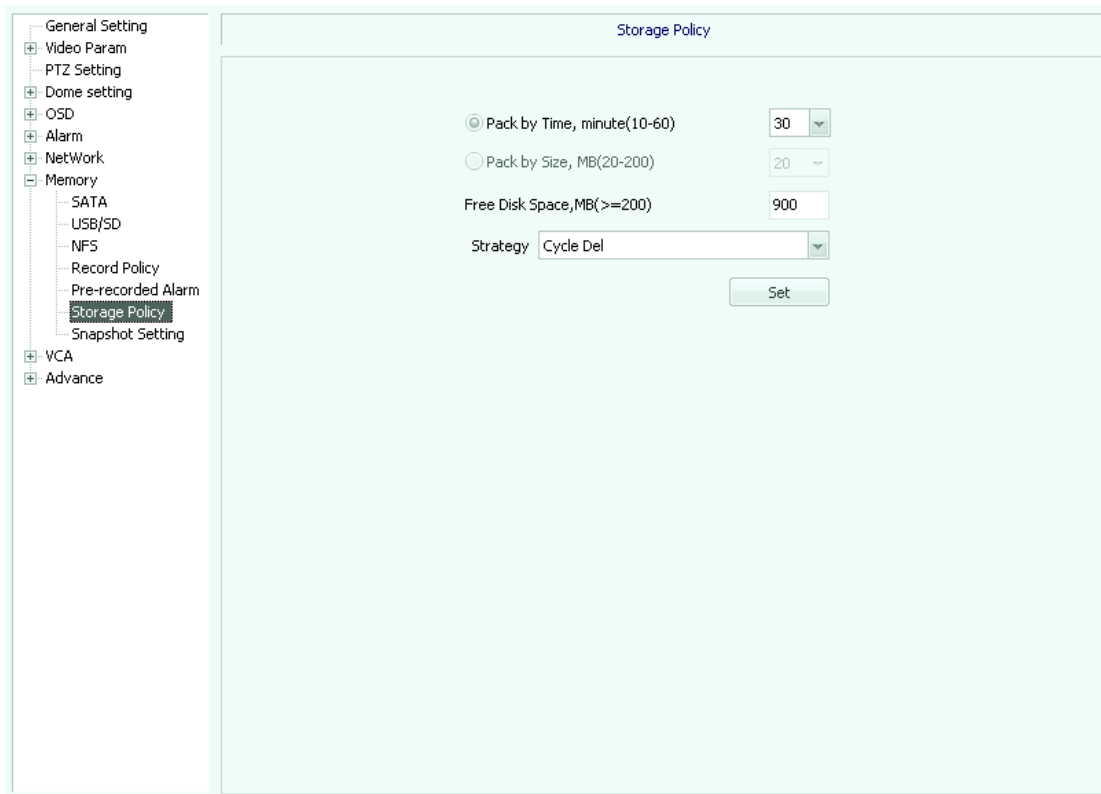 General Setting
Video Param
PTZ Setting
Dome setting
OSD
Alarm
NetWork
Memory
SATA
USB/SD
NFS
Record Policy
Pre-recorded Alarm
Storage Policy
Snapshot Setting
VCA
Advance
Storage Policy
Pack by Time, minute(10-60) 30
Pack by Size, MB(20-200) 20
Free Disk Space,MB(>=200) 900
Strategy Cycle Del
Set